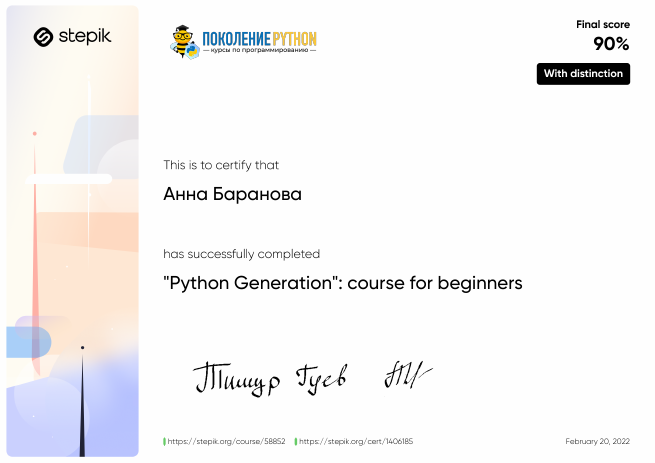 stepik
ПОКОЛЕНИЕ PYTHON
курсы по программированию
Final score
90%
With distinction
This is to certify that
Анна Баранова
has successfully completed
"Python Generation": course for beginners
Тимур Гуев
https://stepik.org/course/58852 https://stepik.org/cert/1406185
February 20, 2022